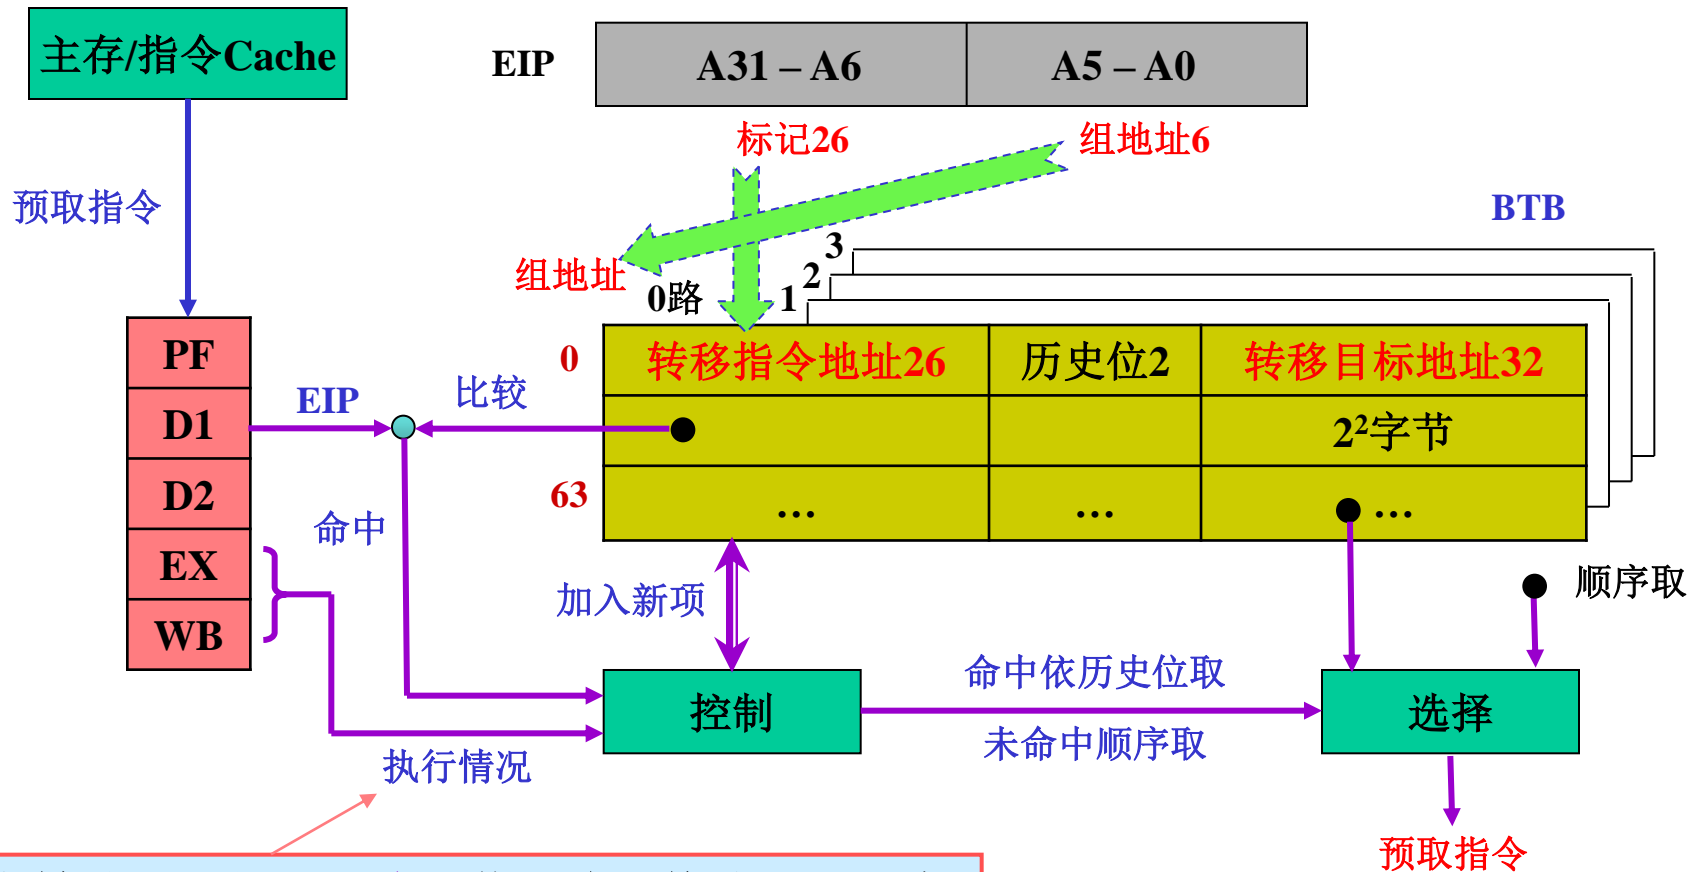 主存/指令Cache
EIP
A31 – A6
A5 – A0
标记26
组地址6
预取指令
BTB
组地址
0路
1
2
3
PF
D1
D2
EX
WB
0
转移指令地址26
历史位2
转移目标地址32
EIP
比较
2²字节
63
…
…
…
命中
加入新项
顺序取
控制
命中依历史位取
未命中顺序取
选择
执行情况
预取指令